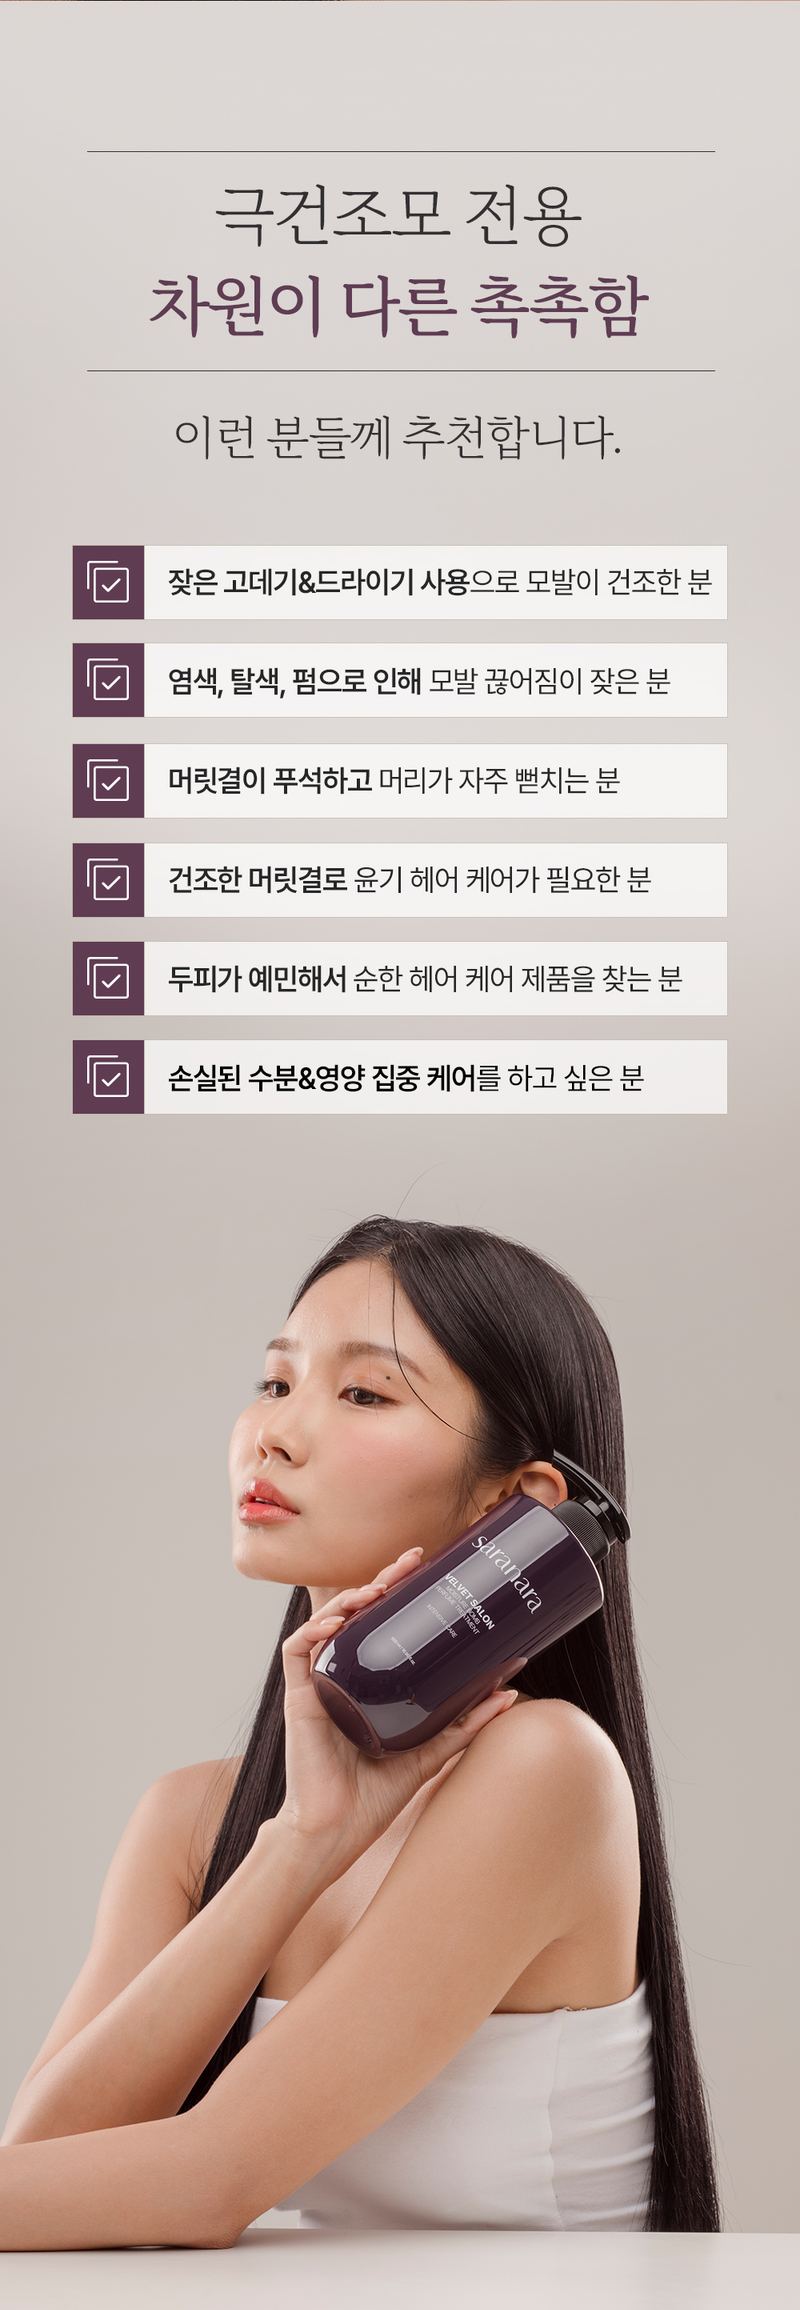 극건조모 전용
차원이 다른 촉촉함
이런 분들께 추천합니다.
잦은 고데기&드라이기 사용으로 모발이 건조한 분
염색, 탈색, 펌으로 인해 모발 끊어짐이 잦은 분
머릿결이 푸석하고 머리가 자주 뻗치는 분
건조한 머릿결로 윤기 헤어 케어가 필요한 분
두피가 예민해서 순한 헤어 케어 제품을 찾는 분
손실된 수분&영양 집중 케어를 하고 싶은 분
saranara
VELVET SALON
MOISTURE BOMB
PERFUME TREATMENT
INTENSIVE CARE